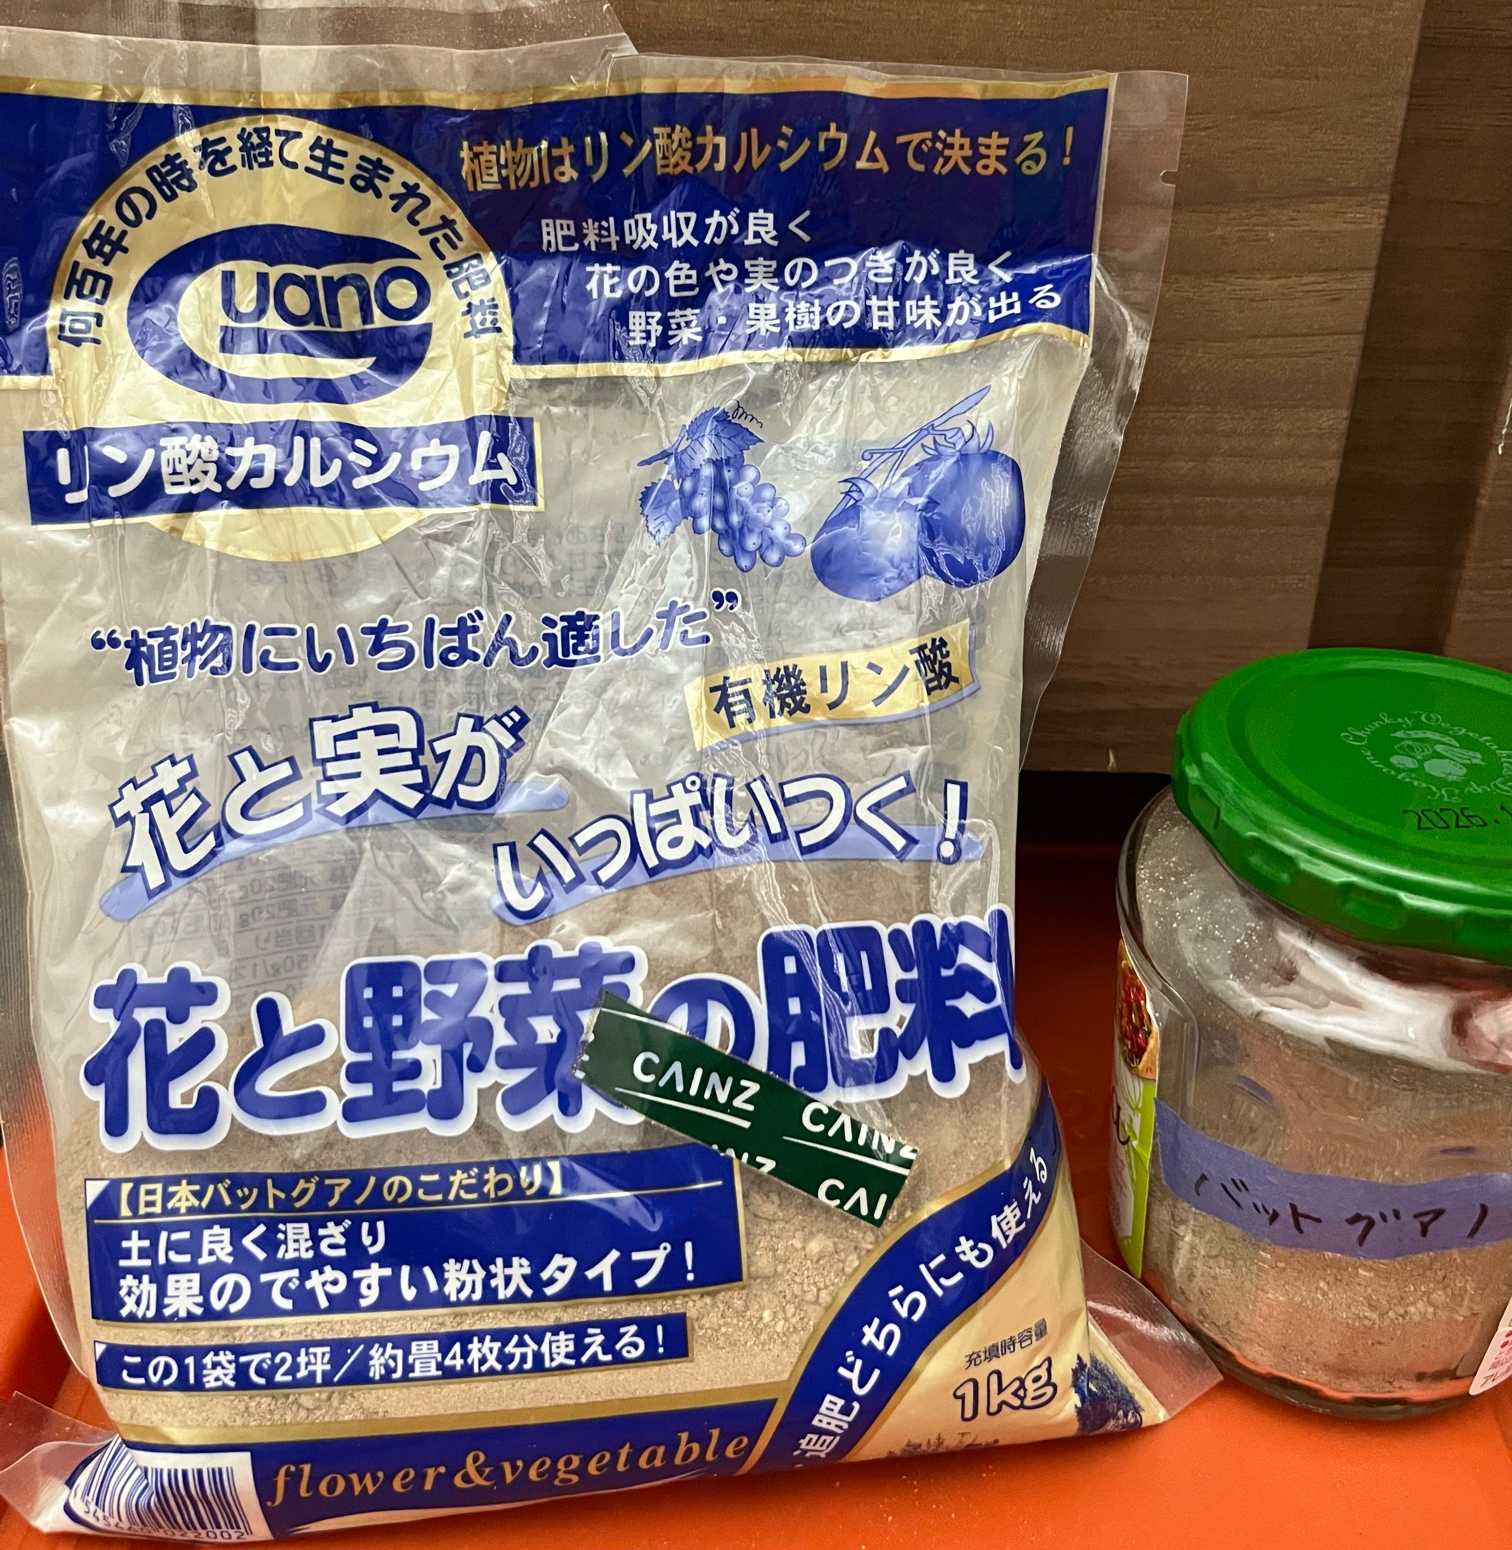 何百年の時を経て生まれた肥料
Guano
リン酸カルシウム
植物はリン酸カルシウムで決まる!
肥料吸収が良く
花の色や実のつきが良く
野菜・果樹の甘味が出る
“植物にいちばん適した”
有機リン酸
花と実が
いっぱいつく!
花と野菜の肥料
CAINZ CAINZ
CAI
【日本バットグアノのこだわり】
土に良く混ざり
効果のでやすい粉状タイプ!
この1袋で2坪/約畳4枚分使える!
追肥どちらにも使える
充填時容量
1kg
flower&vegetable
Chunky Vegetable
2026.
バットグアノ